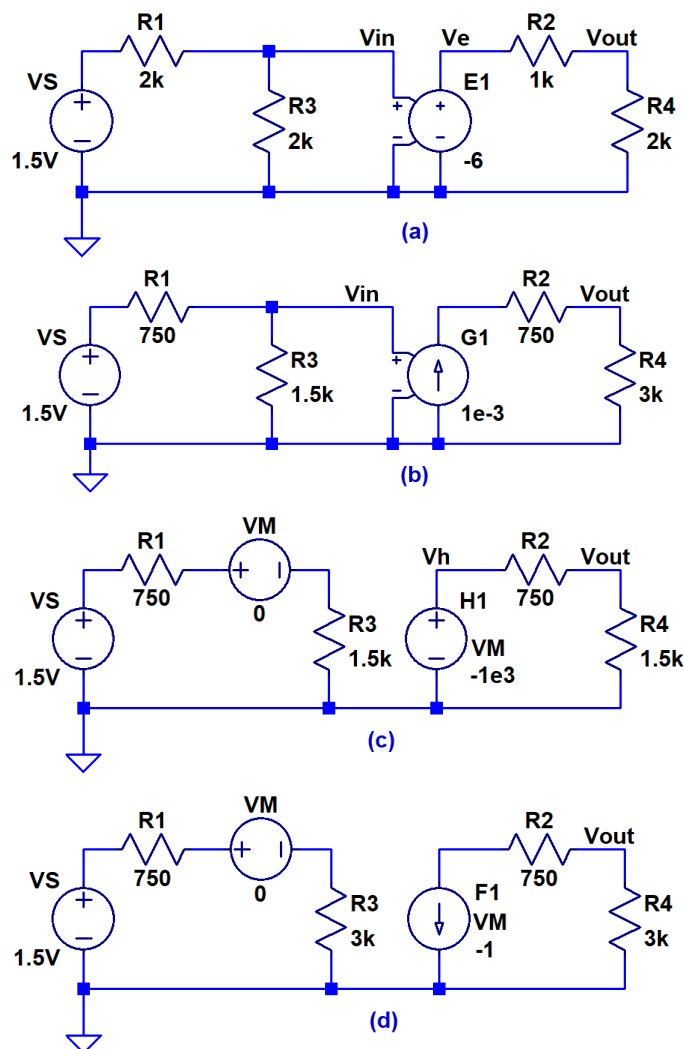 R1 Vin Ve R2 Vout
VS 2k E1 1k
+ R3 + + R4
− 2k − − 2k
1.5V -6
(a)
R1 Vin R2 Vout
VS 750 G1 750
+ R3 + R4
− 1.5k − 3k
1.5V 1e-3
(b)
VM
R1 + − Vh R2 Vout
VS 750 0 H1 750
+ R3 + VM R4
− 1.5k − -1e3 1.5k
1.5V
(c)
VM
R1 + − R2 Vout
VS 750 0 F1 750
+ R3 VM R4
− 3k -1 3k
1.5V
(d)